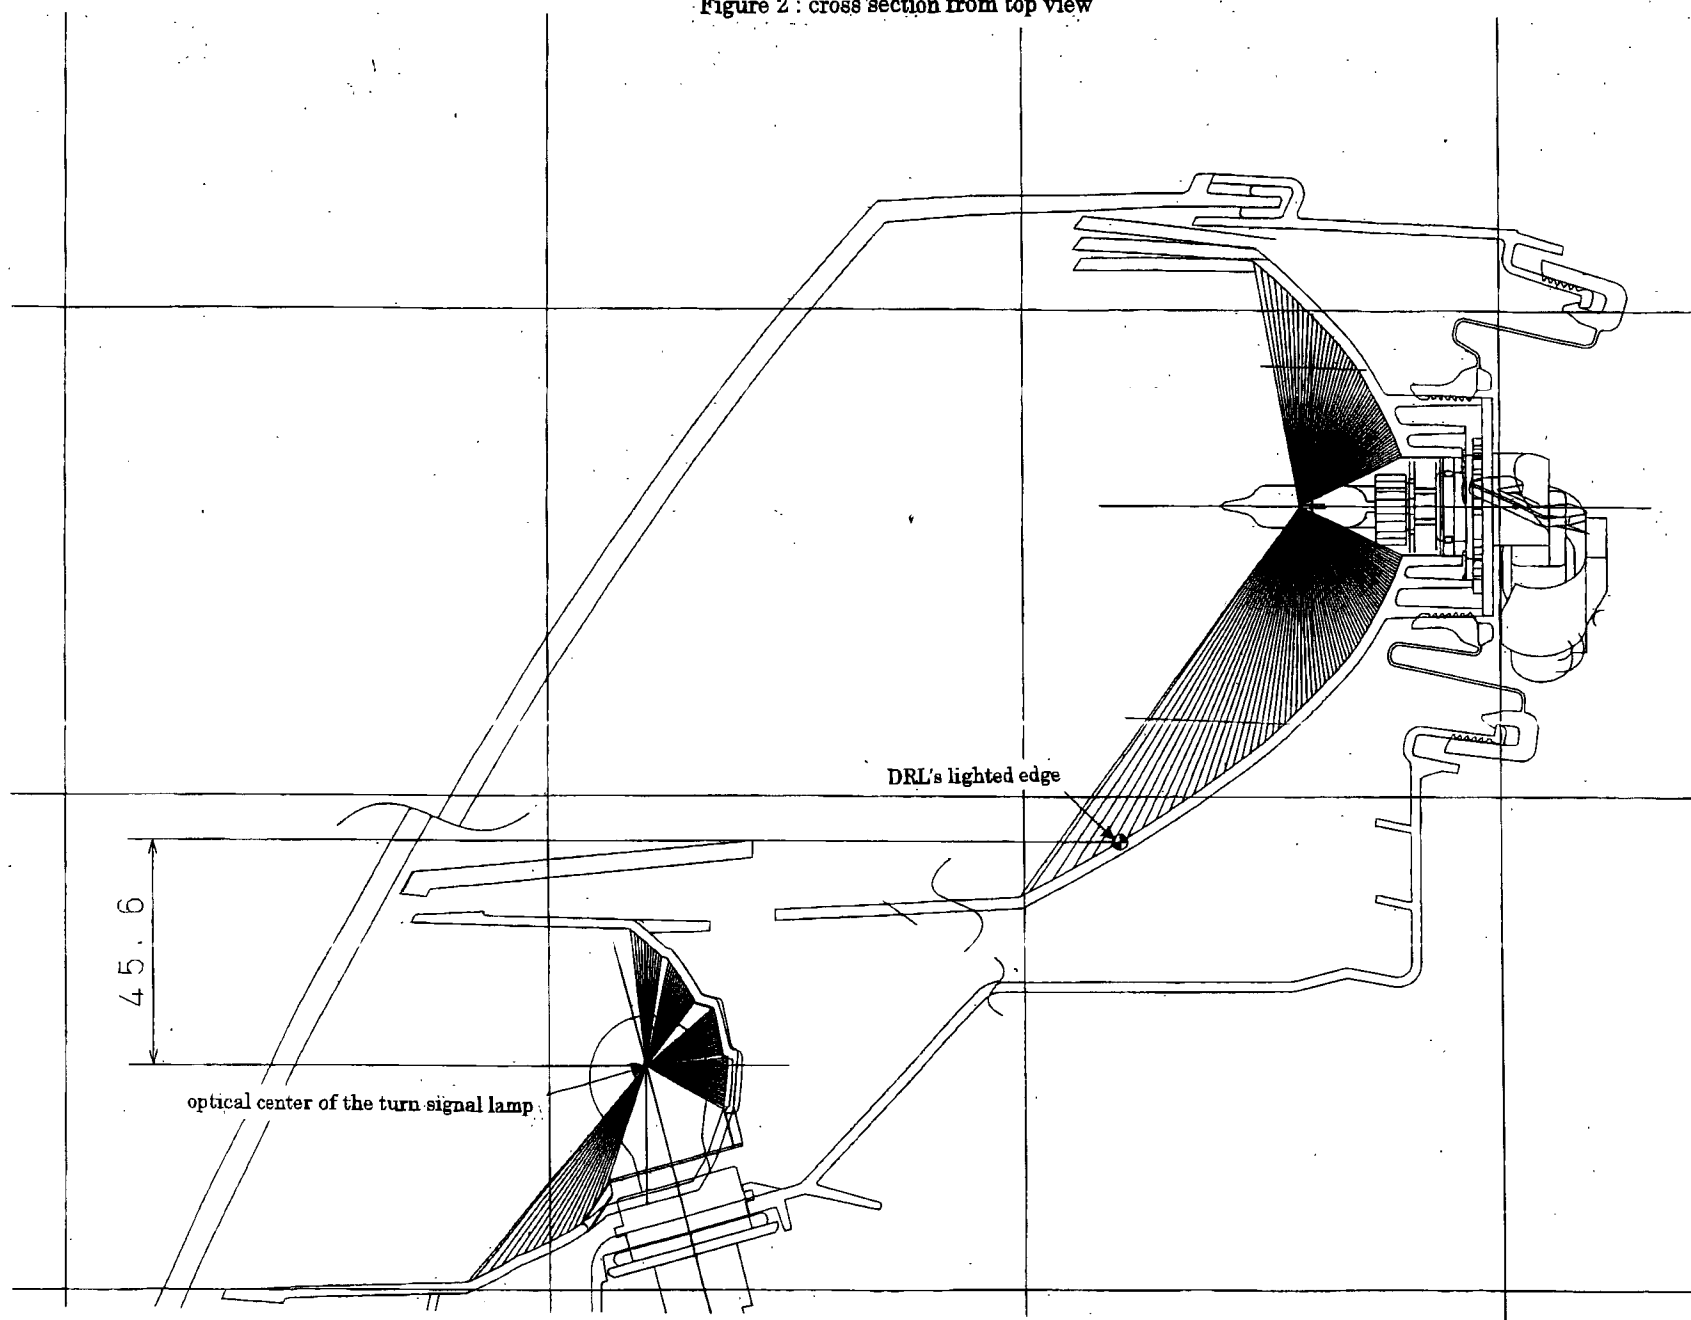 Figure 2 : cross section from top view
DRL's lighted edge
45.6
optical center of the turn signal lamp